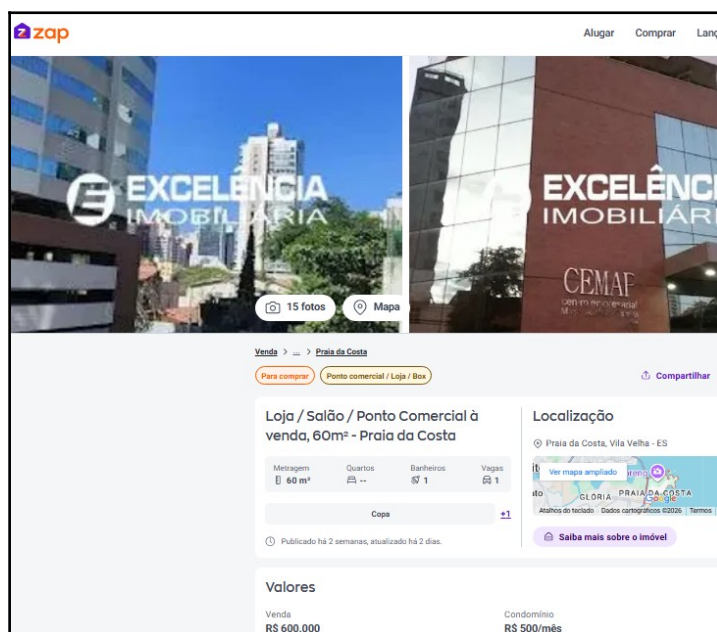 zap
Alugar Comprar
EXCELÊNCIA
IMOBILIÁRIA
EXCELÊNC
IMOBILIÁRI
CEMAP
15 fotos
Mapa
Venda > ... > Praia da Costa
Para comprar
Ponto comercial / Loja / Box
Compartilhar
Loja / Salão / Ponto Comercial à
venda, 60m² - Praia da Costa
Metragem Quartos Banheiros Vagas
60 m² -- 1 1
Copa +1
Publicado há 2 semanas, atualizado há 2 dias.
Localização
Praia da Costa, Vila Velha - ES
Ver mapa ampliado
GLÓRIA PRAIA DA COSTA
Google
Atalhos do teclado Dados cartográficos ©2026 Termos
Saiba mais sobre o imóvel
Valores
Venda Condomínio
R$ 600.000 R$ 500/mês